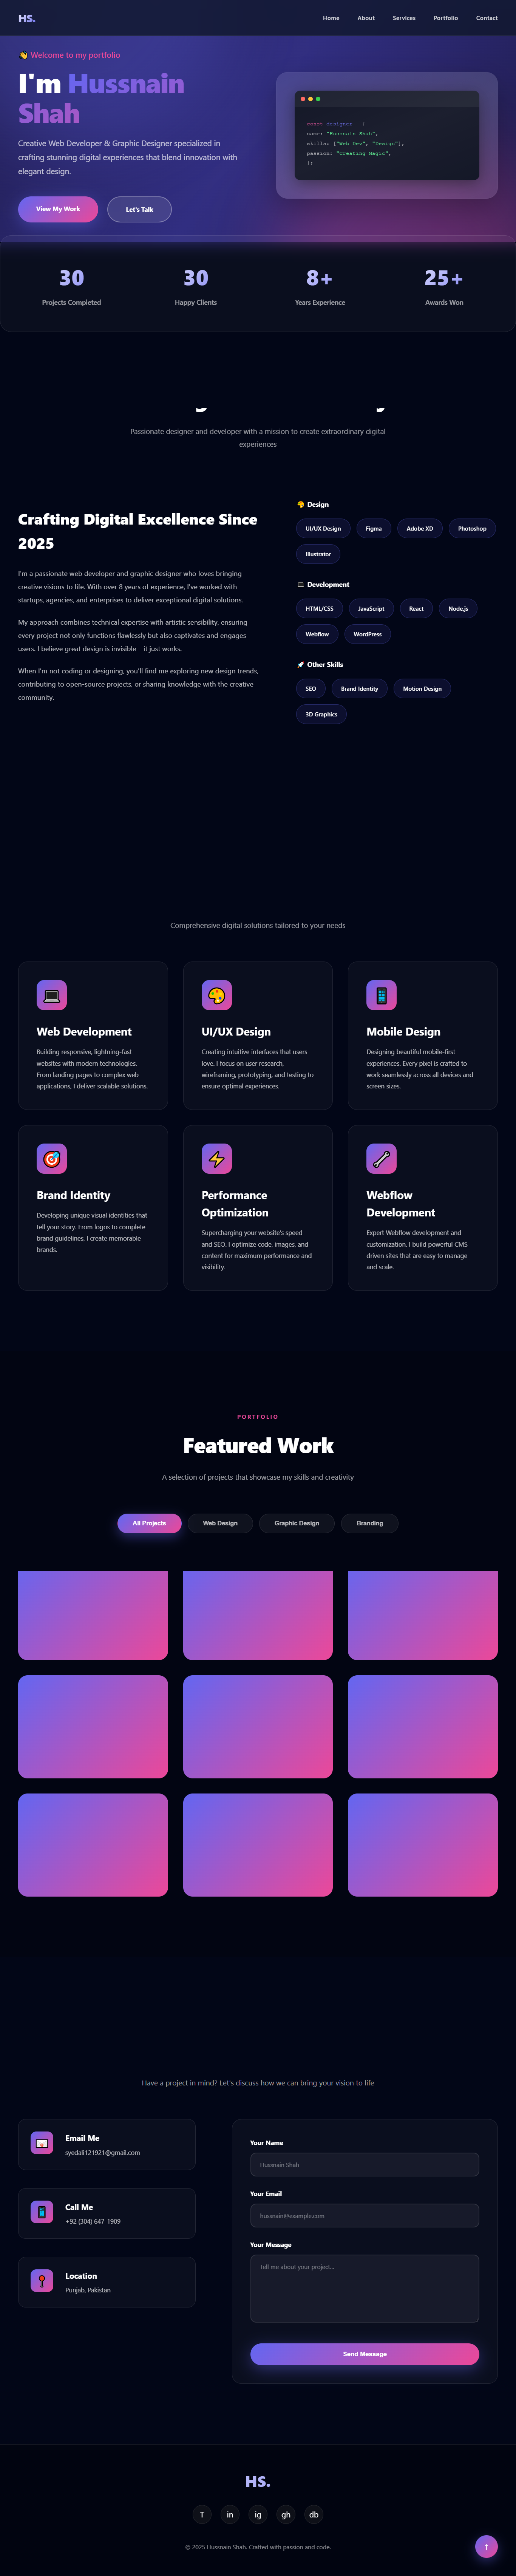 HS.
Home About Services Portfolio Contact
👋 Welcome to my portfolio
I'm Hussnain
Shah
Creative Web Developer & Graphic Designer specialized in
crafting stunning digital experiences that blend innovation with
elegant design.
View My Work Let's Talk
const designer = {
name: "Hussnain Shah",
skills: ["Web Dev", "Design"],
passion: "Creating Magic",
};
30 30 8+ 25+
Projects Completed Happy Clients Years Experience Awards Won
Passionate designer and developer with a mission to create extraordinary digital
experiences
Crafting Digital Excellence Since
2025
I'm a passionate web developer and graphic designer who loves bringing
creative visions to life. With over 8 years of experience, I've worked with
startups, agencies, and enterprises to deliver exceptional digital solutions.
My approach combines technical expertise with artistic sensibility, ensuring
every project not only functions flawlessly but also captivates and engages
users. I believe great design is invisible – it just works.
When I'm not coding or designing, you'll find me exploring new design trends,
contributing to open-source projects, or sharing knowledge with the creative
community.
🎨 Design
UI/UX Design Figma Adobe XD Photoshop
Illustrator
💻 Development
HTML/CSS JavaScript React Node.js
Webflow WordPress
🚀 Other Skills
SEO Brand Identity Motion Design
3D Graphics
Comprehensive digital solutions tailored to your needs
Web Development
Building responsive, lightning-fast
websites with modern technologies.
From landing pages to complex web
applications, I deliver scalable solutions.
UI/UX Design
Creating intuitive interfaces that users
love. I focus on user research,
wireframing, prototyping, and testing to
ensure optimal experiences.
Mobile Design
Designing beautiful mobile-first
experiences. Every pixel is crafted to
work seamlessly across all devices and
screen sizes.
Brand Identity
Developing unique visual identities that
tell your story. From logos to complete
brand guidelines, I create memorable
brands.
Performance
Optimization
Supercharging your website's speed
and SEO. I optimize code, images, and
content for maximum performance and
visibility.
Webflow
Development
Expert Webflow development and
customization. I build powerful CMS-
driven sites that are easy to manage
and scale.
PORTFOLIO
Featured Work
A selection of projects that showcase my skills and creativity
All Projects Web Design Graphic Design Branding
Have a project in mind? Let's discuss how we can bring your vision to life
Email Me
syedali121921@gmail.com
Call Me
+92 (304) 647-1909
Location
Punjab, Pakistan
Your Name
Hussnain Shah
Your Email
hussnain@example.com
Your Message
Tell me about your project...
Send Message
HS.
T in ig gh db
© 2025 Hussnain Shah. Crafted with passion and code.
↑